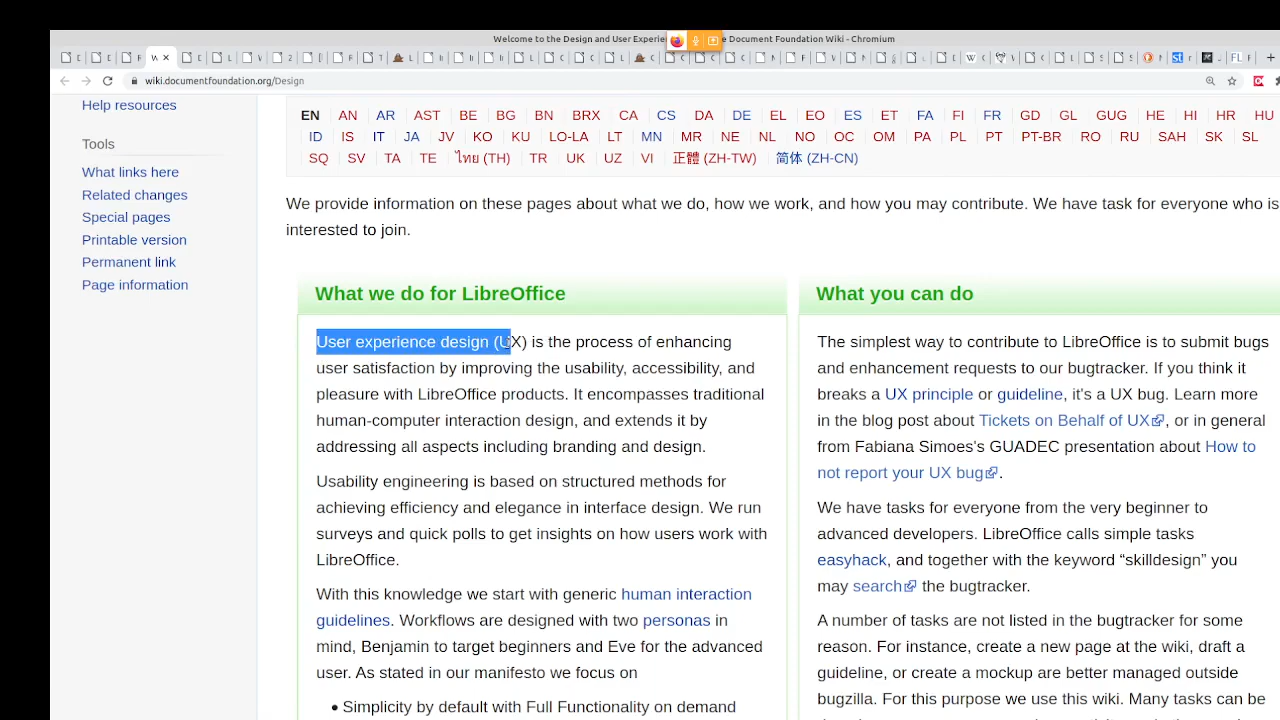 Welcome to the Design and User Experie
e Document Foundation Wiki - Chromium
wiki.documentfoundation.org/Design
Help resources
Tools
What links here
Related changes
Special pages
Printable version
Permanent link
Page information
EN AN AR AST BE BG BN BRX CA CS DA DE EL EO ES ET FA FI FR GD GL GUG HE HI HR HU
ID IS IT JA JV KO KU LO-LA LT MN MR NE NL NO OC OM PA PL PT PT-BR RO RU SAH SK SL
SQ SV TA TE ไทย (TH) TR UK UZ VI 正體 (ZH-TW) 简体 (ZH-CN)
We provide information on these pages about what we do, how we work, and how you may contribute. We have task for everyone who is
interested to join.
What we do for LibreOffice
User experience design (UX) is the process of enhancing
user satisfaction by improving the usability, accessibility, and
pleasure with LibreOffice products. It encompasses traditional
human-computer interaction design, and extends it by
addressing all aspects including branding and design.
Usability engineering is based on structured methods for
achieving efficiency and elegance in interface design. We run
surveys and quick polls to get insights on how users work with
LibreOffice.
With this knowledge we start with generic human interaction
guidelines. Workflows are designed with two personas in
mind, Benjamin to target beginners and Eve for the advanced
user. As stated in our manifesto we focus on
• Simplicity by default with Full Functionality on demand
What you can do
The simplest way to contribute to LibreOffice is to submit bugs
and enhancement requests to our bugtracker. If you think it
breaks a UX principle or guideline, it's a UX bug. Learn more
in the blog post about Tickets on Behalf of UX, or in general
from Fabiana Simoes's GUADEC presentation about How to
not report your UX bug.
We have tasks for everyone from the very beginner to
advanced developers. LibreOffice calls simple tasks
easyhack, and together with the keyword “skilldesign” you
may search the bugtracker.
A number of tasks are not listed in the bugtracker for some
reason. For instance, create a new page at the wiki, draft a
guideline, or create a mockup are better managed outside
bugzilla. For this purpose we use this wiki. Many tasks can be